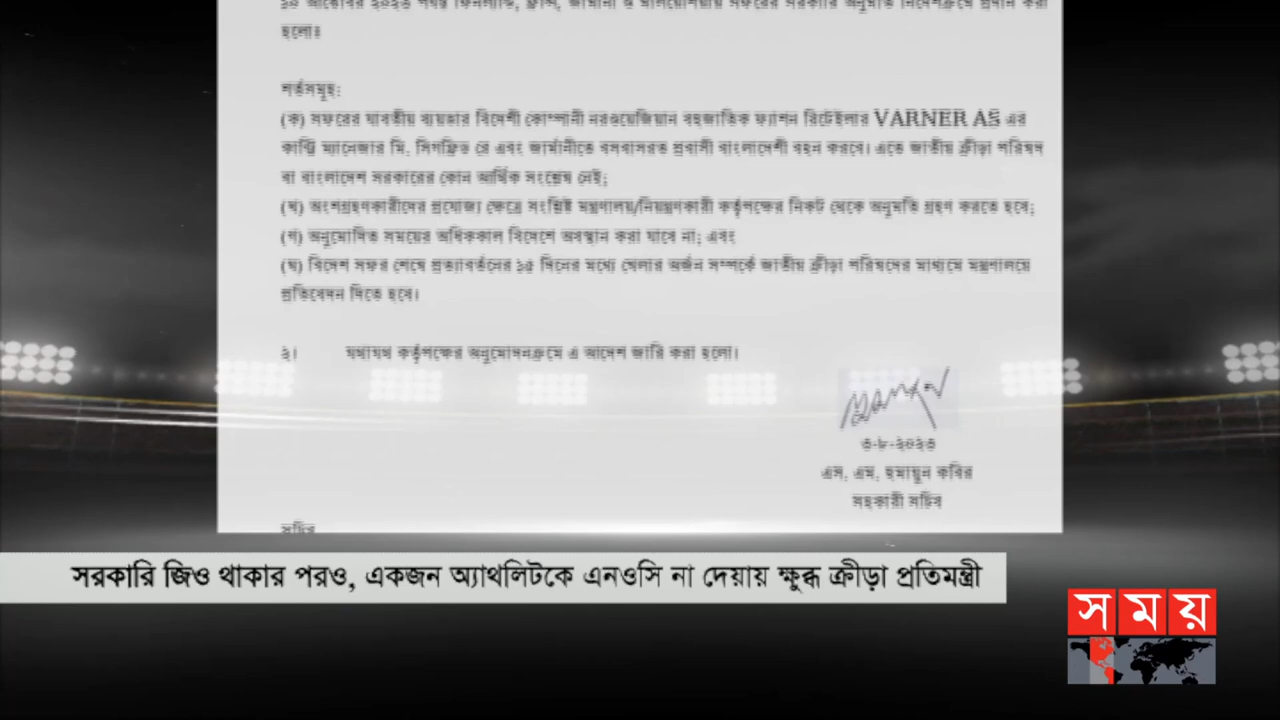 ১০ অক্টোবর ২০২৩ পর্যন্ত ফিনল্যান্ড, ফ্রান্স, জার্মানী ও মালয়েশিয়ায় সফরের সরকারি অনুমতি নির্দেশক্রমে প্রদান করা
হলোঃ
শর্তসমূহ:
(ক) সফরের যাবতীয় ব্যয়ভার বিদেশী কোম্পানী নরওয়েজিয়ান বহুজাতিক ফ্যাশন রিটেইলার VARNER AS এর
কান্ট্রি ম্যানেজার মি. সিগফ্রিড রে এবং জার্মানীতে বসবাসরত প্রবাসী বাংলাদেশী বহন করবে। এতে জাতীয় ক্রীড়া পরিষদ
বা বাংলাদেশ সরকারের কোন আর্থিক সংশ্লেষ নেই;
(খ) অংশগ্রহণকারীদের প্রযোজ্য ক্ষেত্রে সংশ্লিষ্ট মন্ত্রণালয়/নিয়ন্ত্রণকারী কর্তৃপক্ষের নিকট থেকে অনুমতি গ্রহণ করতে হবে;
(গ) অনুমোদিত সময়ের অধিককাল বিদেশে অবস্থান করা যাবে না; এবং
(ঘ) বিদেশ সফর শেষে প্রত্যাবর্তনের ১৫ দিনের মধ্যে খেলার অর্জন সম্পর্কে জাতীয় ক্রীড়া পরিষদের মাধ্যমে মন্ত্রণালয়ে
প্রতিবেদন দিতে হবে।
২। যথাযথ কর্তৃপক্ষের অনুমোদনক্রমে এ আদেশ জারি করা হলো।
৩-৮-২০২৩
এস. এম. হুমায়ুন কবির
সহকারী সচিব
সচিব
সরকারি জিও থাকার পরও, একজন অ্যাথলিটকে এনওসি না দেয়ায় ক্ষুব্ধ ক্রীড়া প্রতিমন্ত্রী
সময়